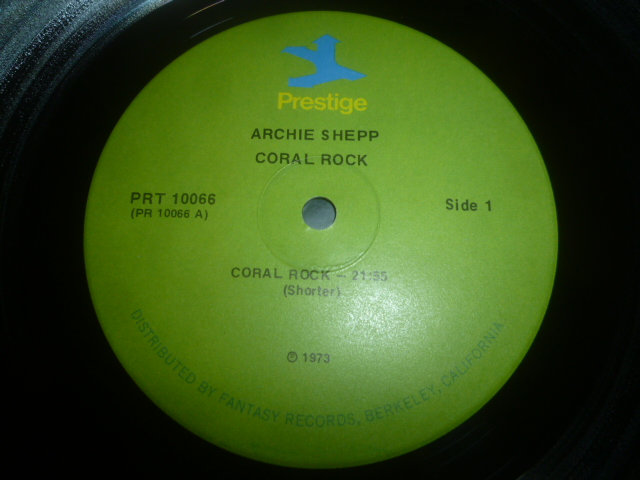 Prestige
ARCHIE SHEPP
CORAL ROCK
PRT 10066
(PR 10066 A)
Side 1
CORAL ROCK — 21:55
(Shorter)
℗ 1973
DISTRIBUTED BY FANTASY RECORDS, BERKELEY, CALIFORNIA